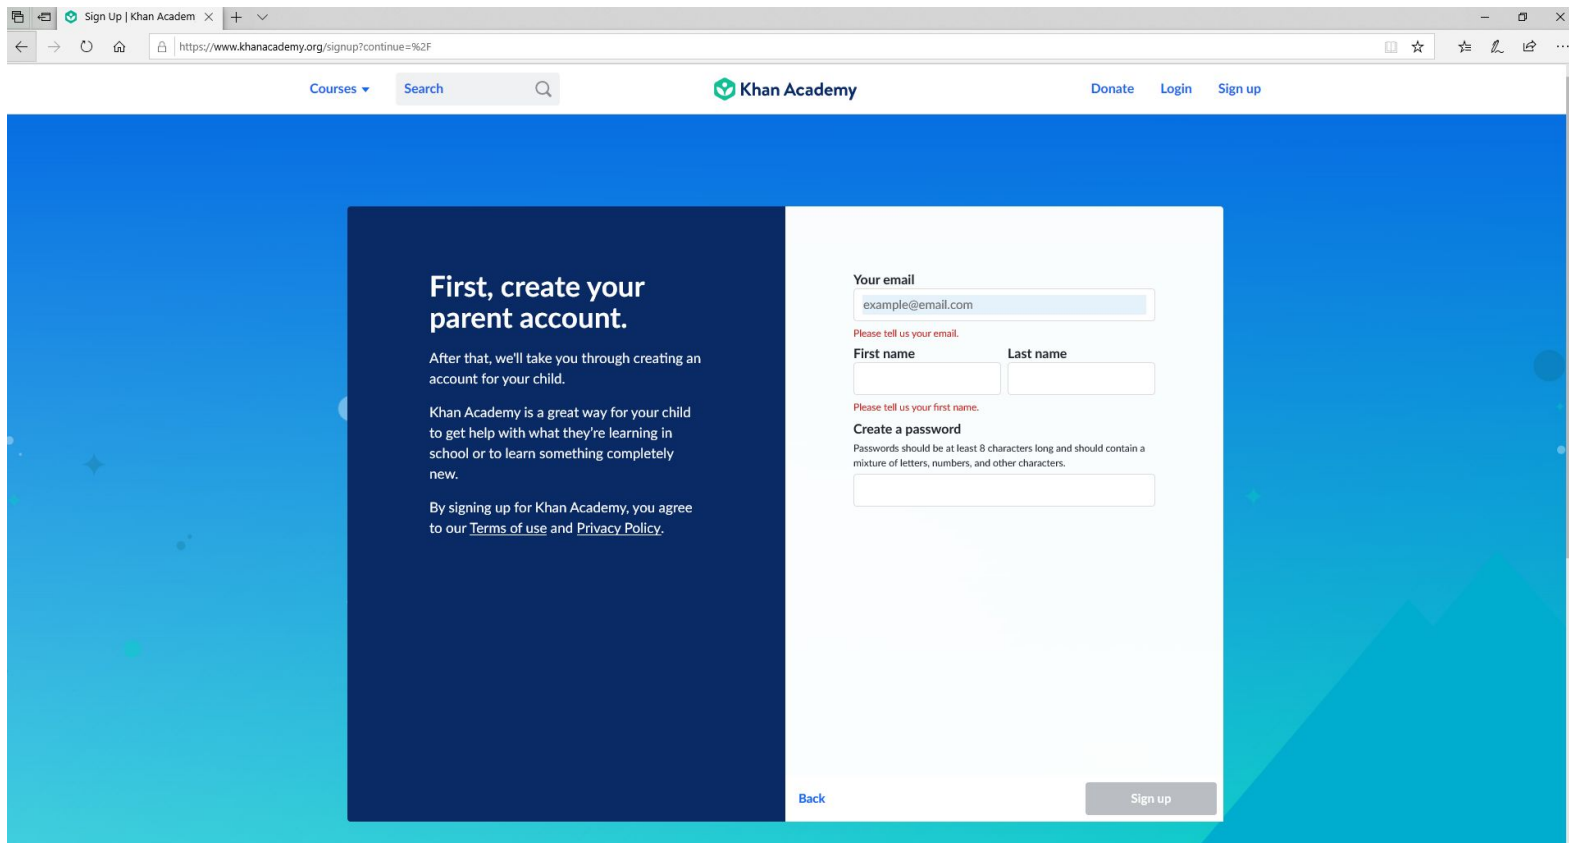 Sign Up | Khan Academ
https://www.khanacademy.org/signup?continue=%2F
Courses Search Khan Academy Donate Login Sign up
First, create your
parent account.
After that, we'll take you through creating an
account for your child.
Khan Academy is a great way for your child
to get help with what they're learning in
school or to learn something completely
new.
By signing up for Khan Academy, you agree
to our Terms of use and Privacy Policy.
Your email
example@email.com
Please tell us your email.
First name Last name
Please tell us your first name.
Create a password
Passwords should be at least 8 characters long and should contain a
mixture of letters, numbers, and other characters.
Back Sign up